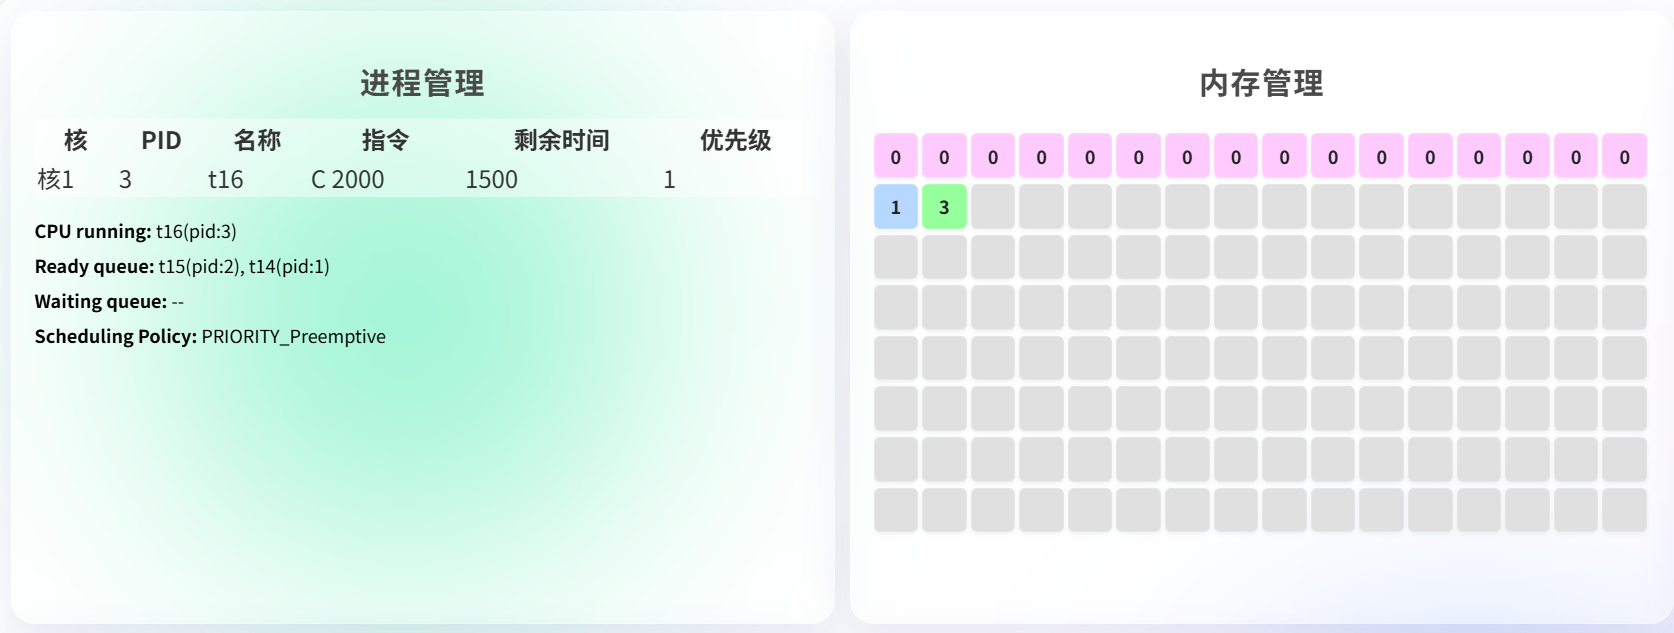 进程管理
核 PID 名称 指令 剩余时间 优先级
核1 3 t16 C 2000 1500 1
CPU running: t16(pid:3)
Ready queue: t15(pid:2), t14(pid:1)
Waiting queue: --
Scheduling Policy: PRIORITY_Preemptive
内存管理
0 0 0 0 0 0 0 0 0 0 0 0 0 0 0 0
1 3